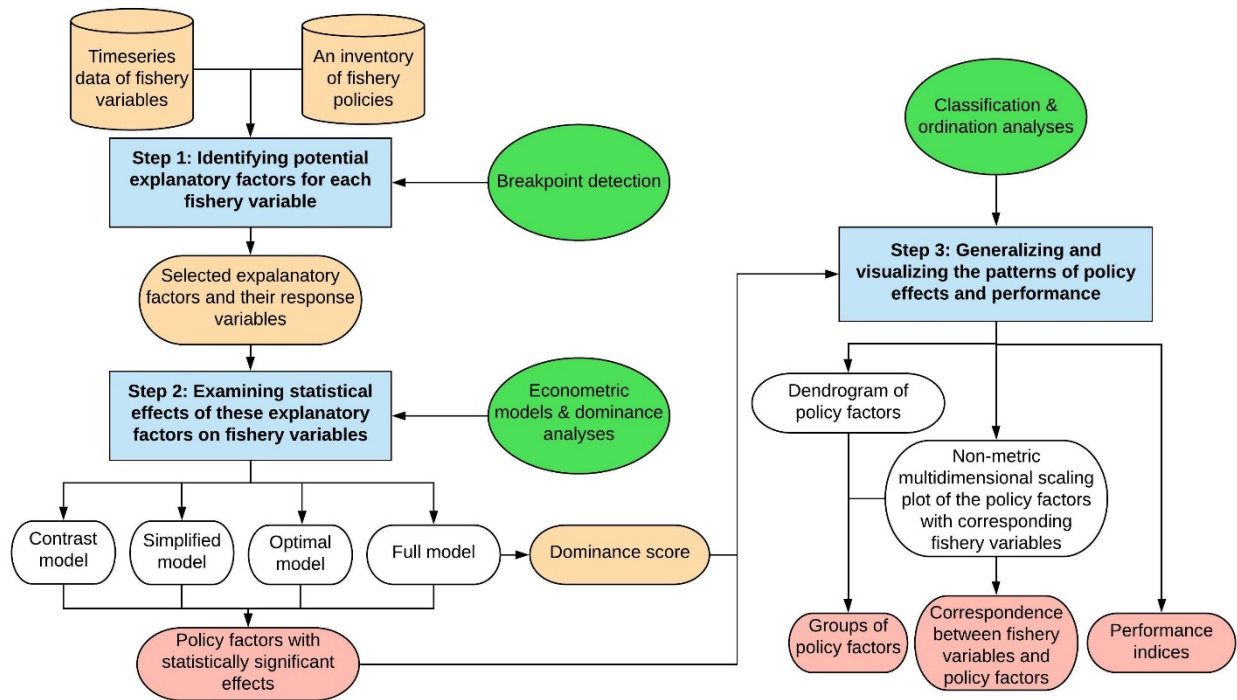 Timeseries
data of fishery
variables
An inventory
of fishery
policies
Step 1: Identifying potential
explanatory factors for each
fishery variable
Breakpoint detection
Selected expalanatory
factors and their response
variables
Step 2: Examining statistical
effects of these explanatory
factors on fishery variables
Econometric
models & dominance
analyses
Contrast
model
Simplified
model
Optimal
model
Full model
Dominance score
Policy factors with
statistically significant
effects
Classification &
ordination analyses
Step 3: Generalizing and
visualizing the patterns of policy
effects and performance
Dendrogram of
policy factors
Non-metric
multidimensional scaling
plot of the policy factors
with corresponding
fishery variables
Groups of
policy factors
Correspondence
between fishery
variables and
policy factors
Performance
indices